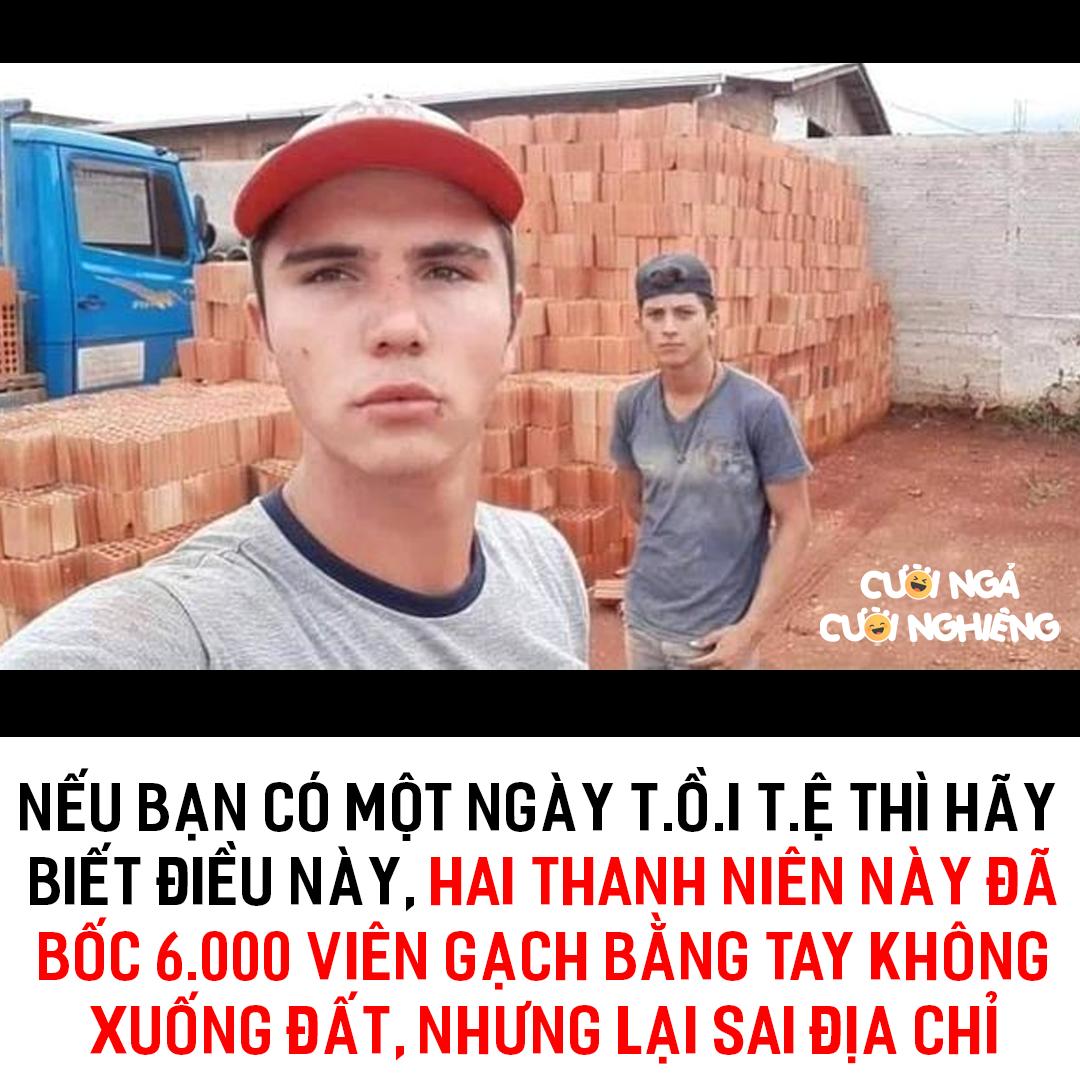 CƯỜI NGẢ
CƯỜI NGHIÊNG
NẾU BẠN CÓ MỘT NGÀY T.Ồ.I T.Ệ THÌ HÃY
BIẾT ĐIỀU NÀY, HAI THANH NIÊN NÀY ĐÃ
BỐC 6.000 VIÊN GẠCH BẰNG TAY KHÔNG
XUỐNG ĐẤT, NHƯNG LẠI SAI ĐỊA CHỈ